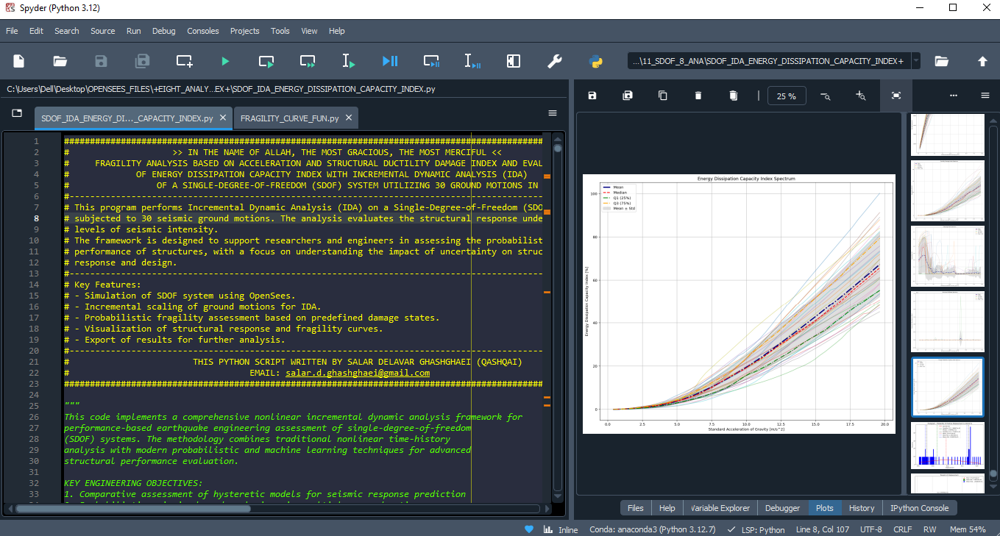 Spyder (Python 3.12)
File Edit Search Source Run Debug Consoles Projects Tools View Help
...\11_SDOF_8_ANA\SDOF_IDA_ENERGY_DISSIPATION_CAPACITY_INDEX+
C:\Users\Dell\Desktop\OPENSEES_FILES\+EIGHT_ANALY...EX+\SDOF_IDA_ENERGY_DISSIPATION_CAPACITY_INDEX.py
SDOF_IDA_ENERGY_DI..._CAPACITY_INDEX.py FRAGILITY_CURVE_FUN.py
1 ##########################################################################################
2 # >> IN THE NAME OF ALLAH, THE MOST GRACIOUS, THE MOST MERCIFUL <<
3 # FRAGILITY ANALYSIS BASED ON ACCELERATION AND STRUCTURAL DUCTILITY DAMAGE INDEX AND EVAL
4 # OF ENERGY DISSIPATION CAPACITY INDEX WITH INCREMENTAL DYNAMIC ANALYSIS (IDA)
5 # OF A SINGLE-DEGREE-OF-FREEDOM (SDOF) SYSTEM UTILIZING 30 GROUND MOTIONS IN
6 #------------------------------------------------------------------------------------------
7 # This program performs Incremental Dynamic Analysis (IDA) on a Single-Degree-of-Freedom (SDO
8 # subjected to 30 seismic ground motions. The analysis evaluates the structural response unde
9 # levels of seismic intensity.
10 # The framework is designed to support researchers and engineers in assessing the probabilist
11 # performance of structures, with a focus on understanding the impact of uncertainty on struc
12 # response and design.
13 #------------------------------------------------------------------------------------------
14 # Key Features:
15 # - Simulation of SDOF system using OpenSees.
16 # - Incremental scaling of ground motions for IDA.
17 # - Probabilistic fragility assessment based on predefined damage states.
18 # - Visualization of structural response and fragility curves.
19 # - Export of results for further analysis.
20 #------------------------------------------------------------------------------------------
21 # THIS PYTHON SCRIPT WRITTEN BY SALAR DELAVAR GHASHGHAEI (QASHQAI)
22 # EMAIL: salar.d.ghashghaei@gmail.com
23 ##########################################################################################
24
25 """
26 This code implements a comprehensive nonlinear incremental dynamic analysis framework for
27 performance-based earthquake engineering assessment of single-degree-of-freedom
28 (SDOF) systems. The methodology combines traditional nonlinear time-history
29 analysis with modern probabilistic and machine learning techniques for advanced
30 structural performance evaluation.
31
32 KEY ENGINEERING OBJECTIVES:
33 1. Comparative assessment of hysteretic models for seismic response prediction
25 %
Energy Dissipation Capacity Index Spectrum
Mean
Median
Q1 (25%)
Q3 (75%)
Mean ± Std
Energy Dissipation Capacity Index [%]
100
80
60
40
20
0
0.0 2.5 5.0 7.5 10.0 12.5 15.0 17.5 20.0
Standard Acceleration of Gravity [m/s^2]
Files Help Variable Explorer Debugger Plots History IPython Console
Inline Conda: anaconda3 (Python 3.12.7) LSP: Python Line 8, Col 107 UTF-8 CRLF RW Mem 54%